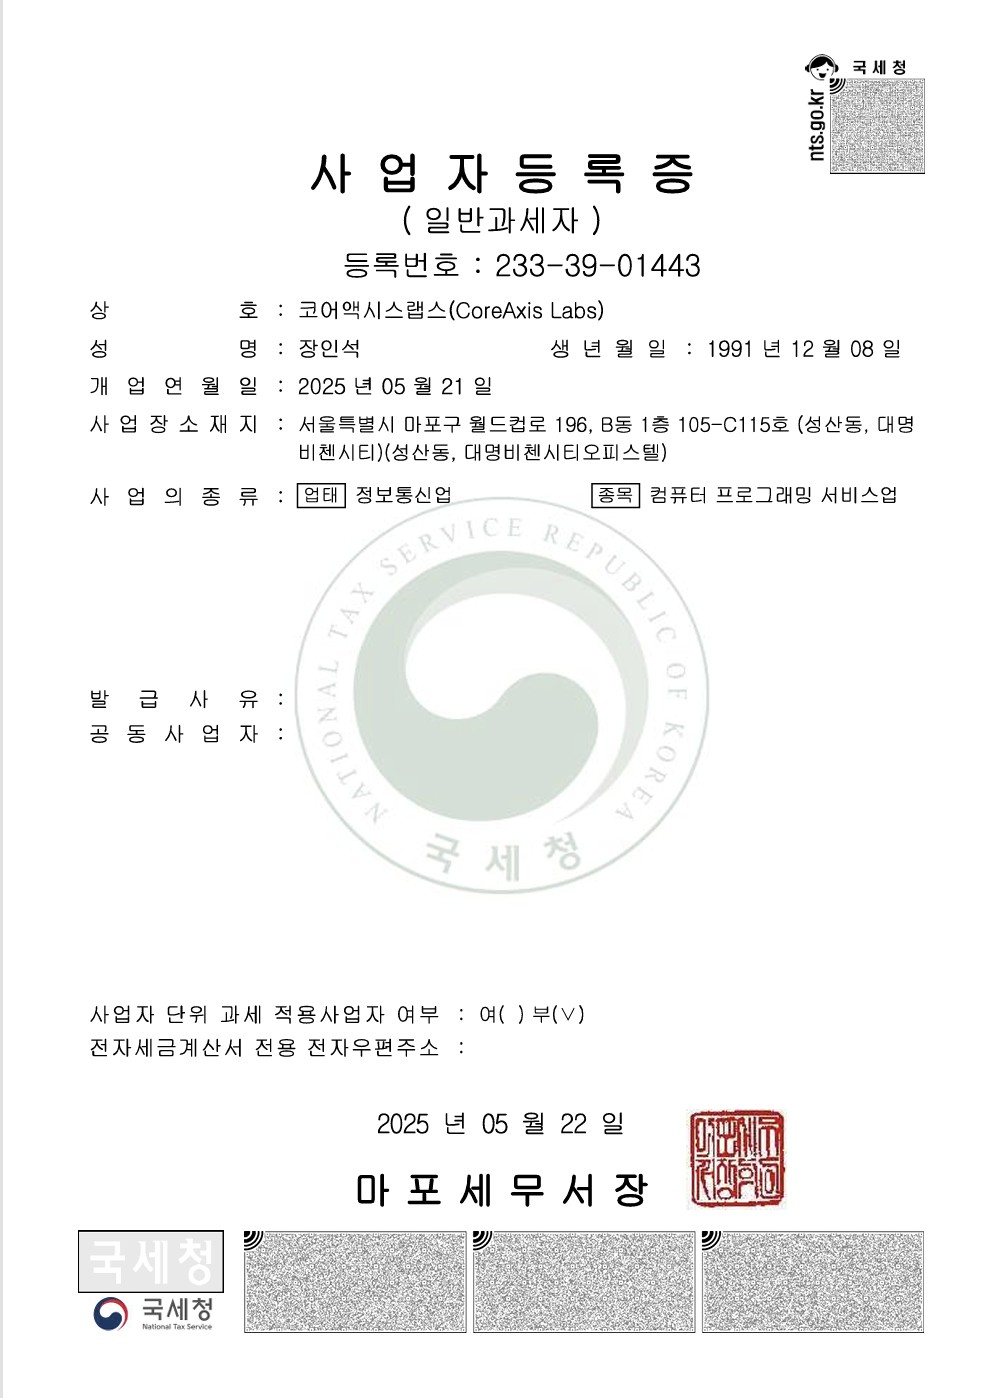 국세청
nts.go.kr
사업자등록증
( 일반과세자 )
등록번호 : 233-39-01443
상 호 : 코어액시스랩스(CoreAxis Labs)
성 명 : 장인석 생 년 월 일 : 1991 년 12 월 08 일
개 업 연 월 일 : 2025 년 05 월 21 일
사 업 장 소 재 지 : 서울특별시 마포구 월드컵로 196, B동 1층 105-C115호 (성산동, 대명
비첸시티)(성산동, 대명비첸시티오피스텔)
사 업 의 종 류 : 업태 정보통신업 종목 컴퓨터 프로그래밍 서비스업
NATIONAL TAX SERVICE REPUBLIC OF KOREA
국세청
발 급 사 유 :
공 동 사 업 자 :
사업자 단위 과세 적용사업자 여부 : 여( ) 부(∨)
전자세금계산서 전용 전자우편주소 :
2025 년 05 월 22 일
마 포 세 무 서 장
국세청
국세청
National Tax Service